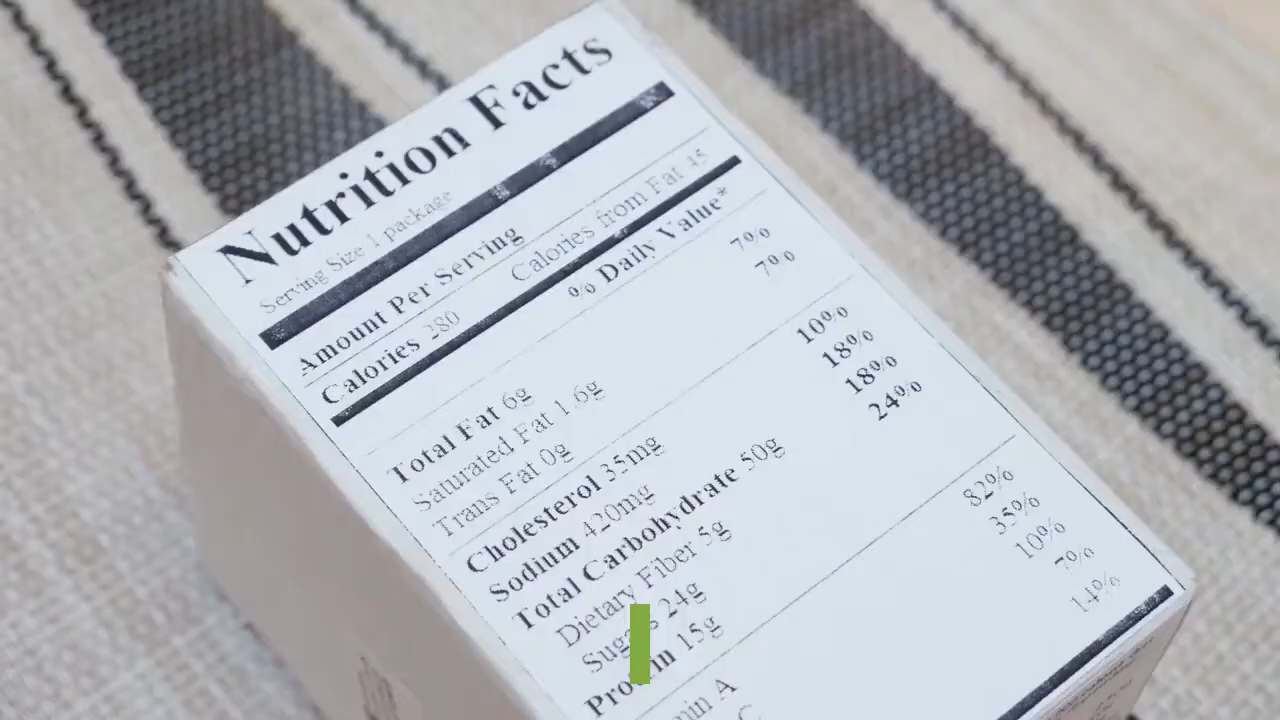 Nutrition Facts
Serving Size 1 package
Amount Per Serving
Calories 280 Calories from Fat 45
% Daily Value*
Total Fat 6g 7%
Saturated Fat 1.6g 7%
Trans Fat 0g
Cholesterol 35mg 10%
Sodium 420mg 18%
Total Carbohydrate 50g 18%
Dietary Fiber 5g 24%
Sugars 24g
Protein 15g
82%
35%
10%
7%
14%